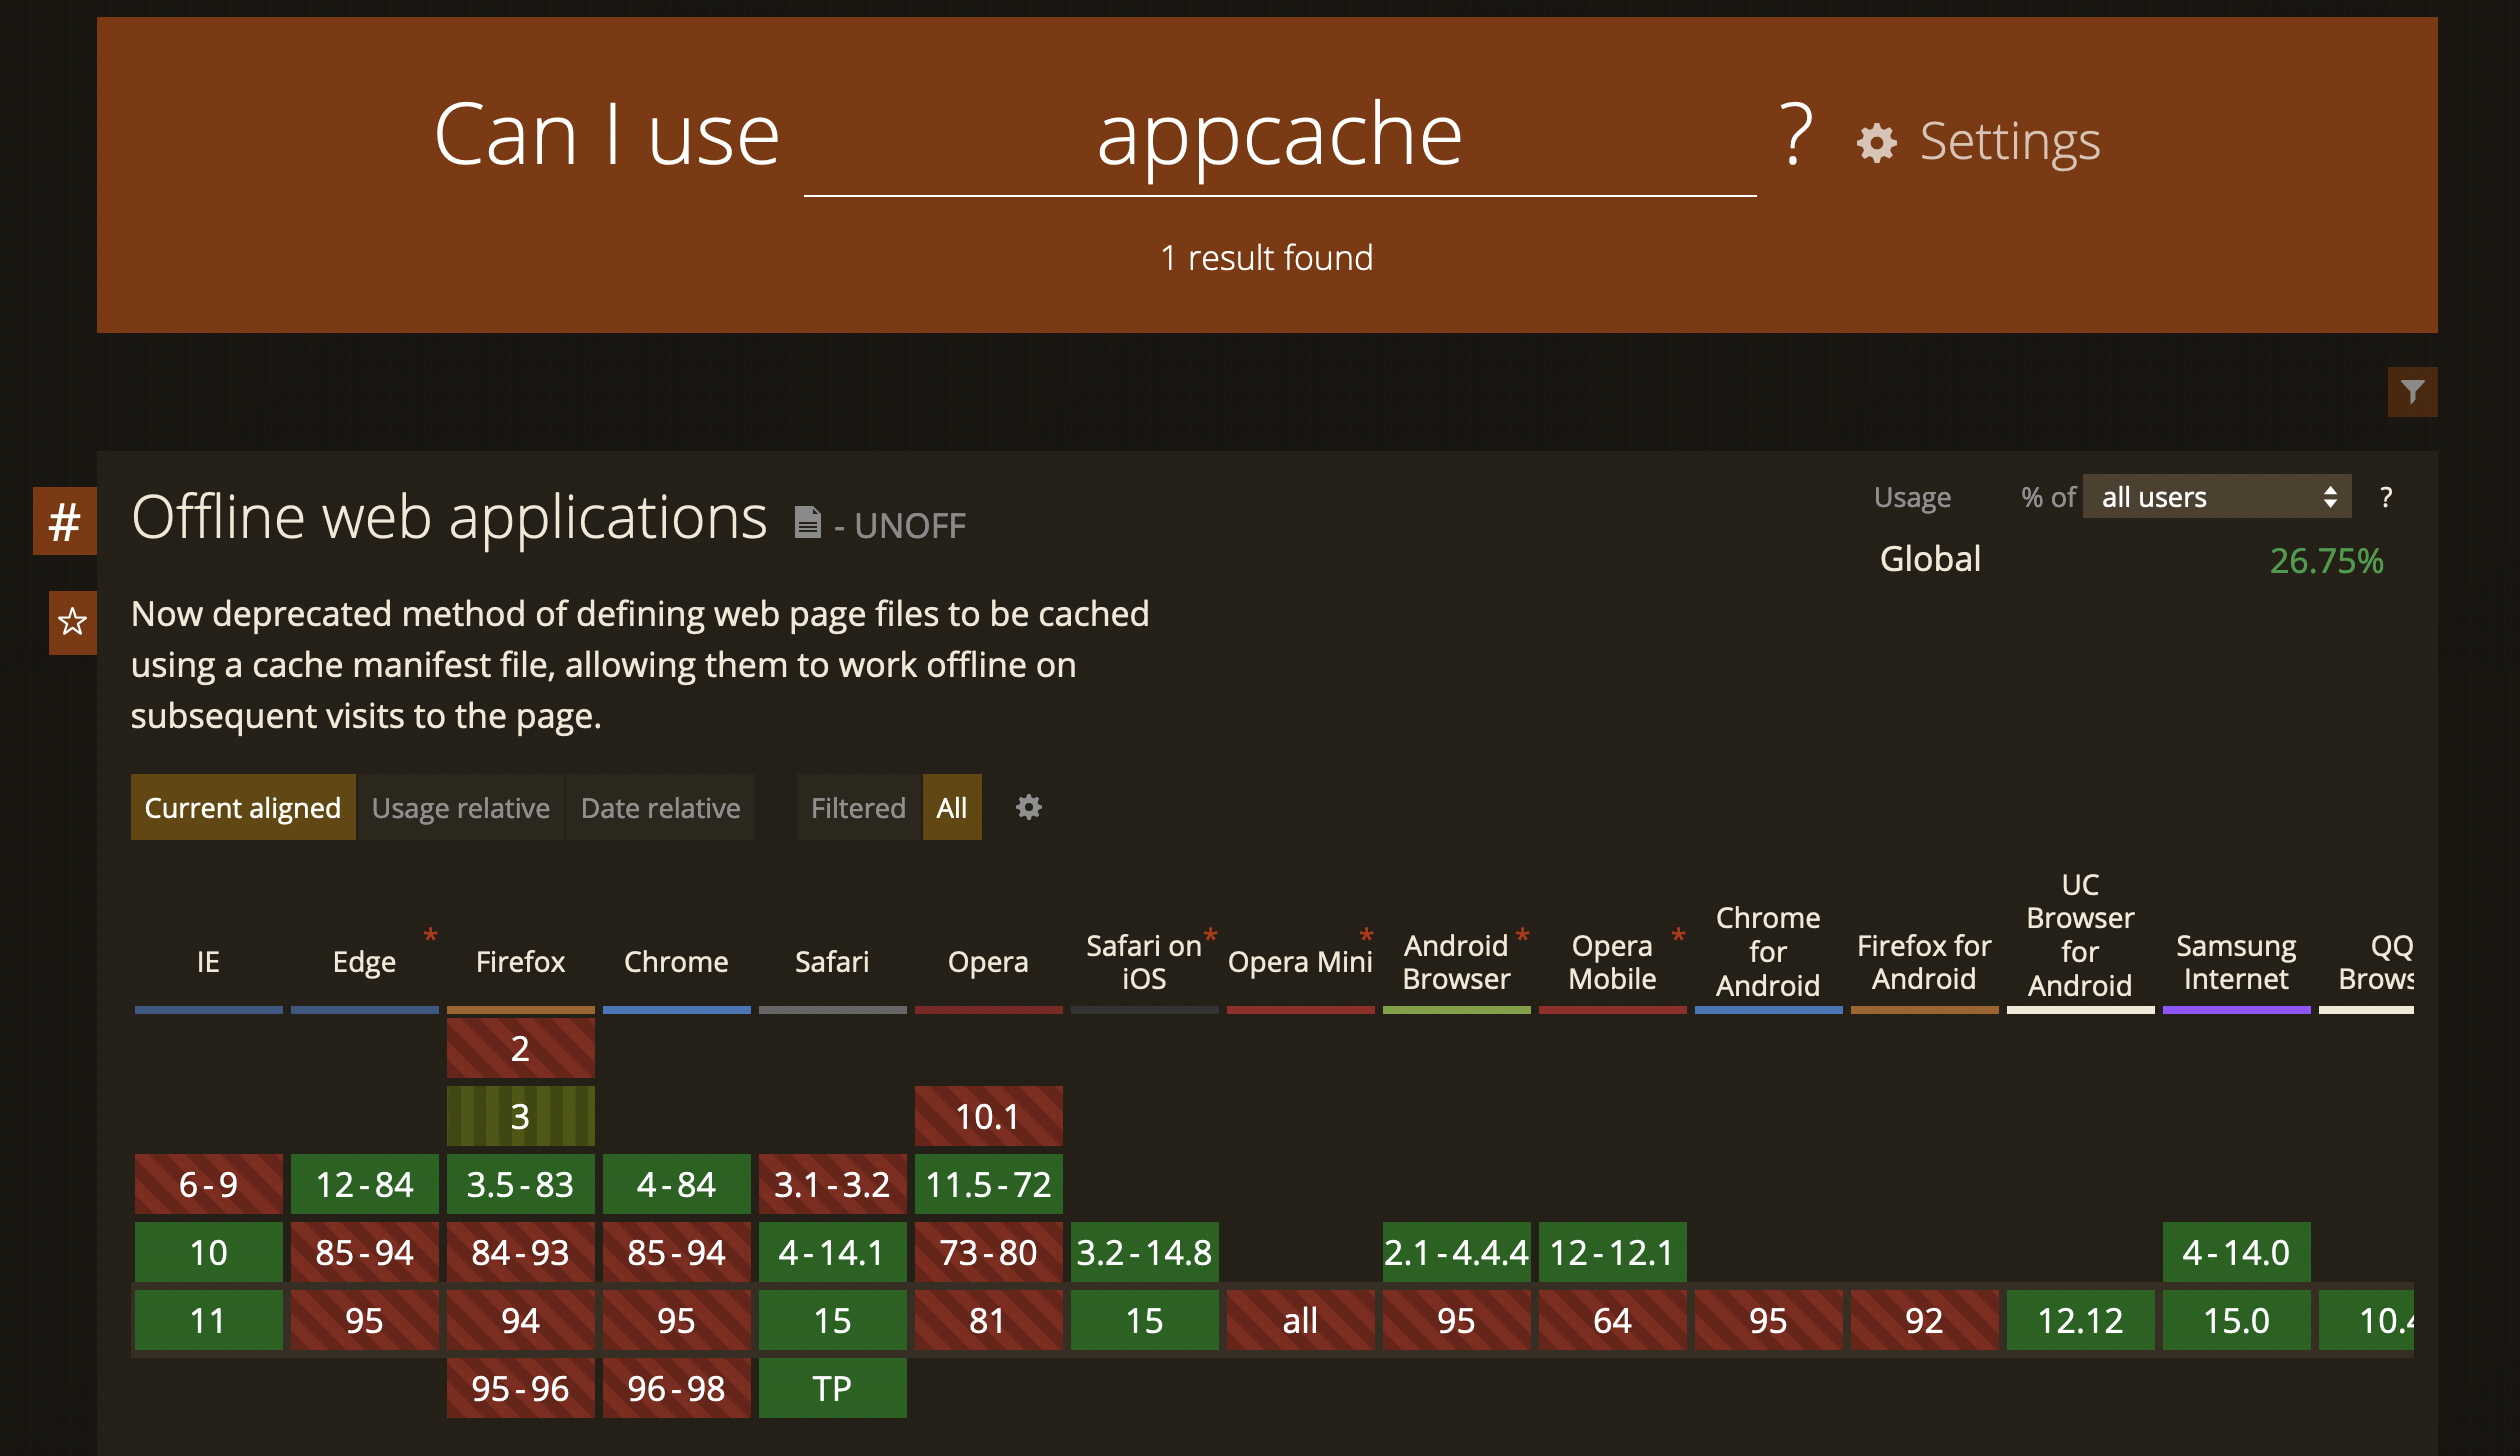 Can I use appcache ? Settings
1 result found
# Offline web applications - UNOFF
Usage % of all users ?
Global 26.75%
Now deprecated method of defining web page files to be cached
using a cache manifest file, allowing them to work offline on
subsequent visits to the page.
Current aligned Usage relative Date relative Filtered All
IE
Edge *
Firefox
Chrome
Safari
Opera
Safari on *
iOS
Opera Mini *
Android *
Browser
Opera *
Mobile
Chrome
for
Android
Firefox for
Android
UC
Browser
for
Android
Samsung
Internet
QQ
Brows
2
3 10.1
6-9 12-84 3.5-83 4-84 3.1-3.2 11.5-72
10 85-94 84-93 85-94 4-14.1 73-80 3.2-14.8 2.1-4.4.4 12-12.1 4-14.0
11 95 94 95 15 81 15 all 95 64 95 92 12.12 15.0 10.4
95-96 96-98 TP